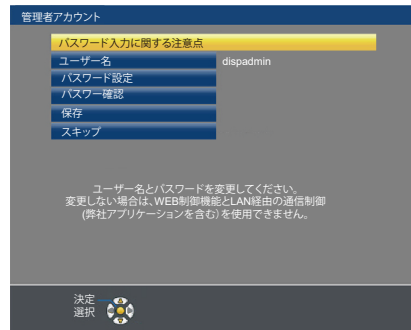 管理者アカウント
パスワード入力に関する注意点
ユーザー名 dispadmin
パスワード設定
パスワー確認
保存
スキップ
ユーザー名とパスワードを変更してください。
変更しない場合は、WEB制御機能とLAN経由の通信制御
(弊社アプリケーションを含む)を使用できません。
決定
選択